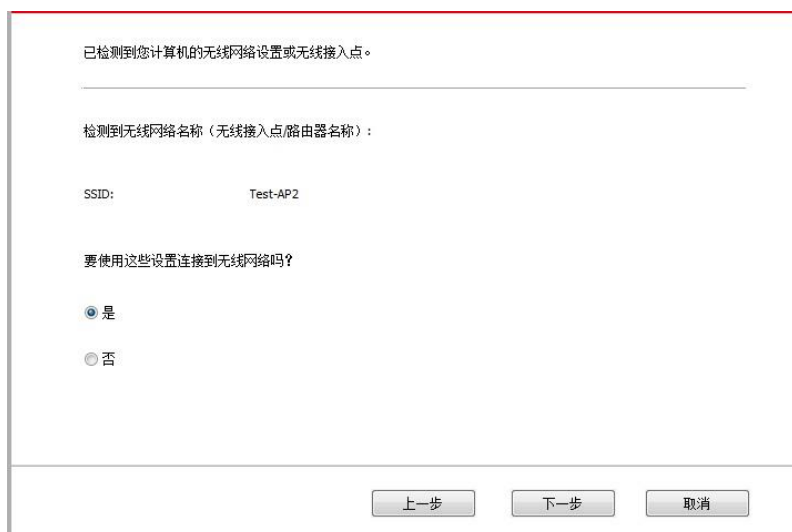 已检测到您计算机的无线网络设置或无线接入点。
检测到无线网络名称（无线接入点/路由器名称）:
SSID: Test-AP2
要使用这些设置连接到无线网络吗?
是
否
上一步 下一步 取消